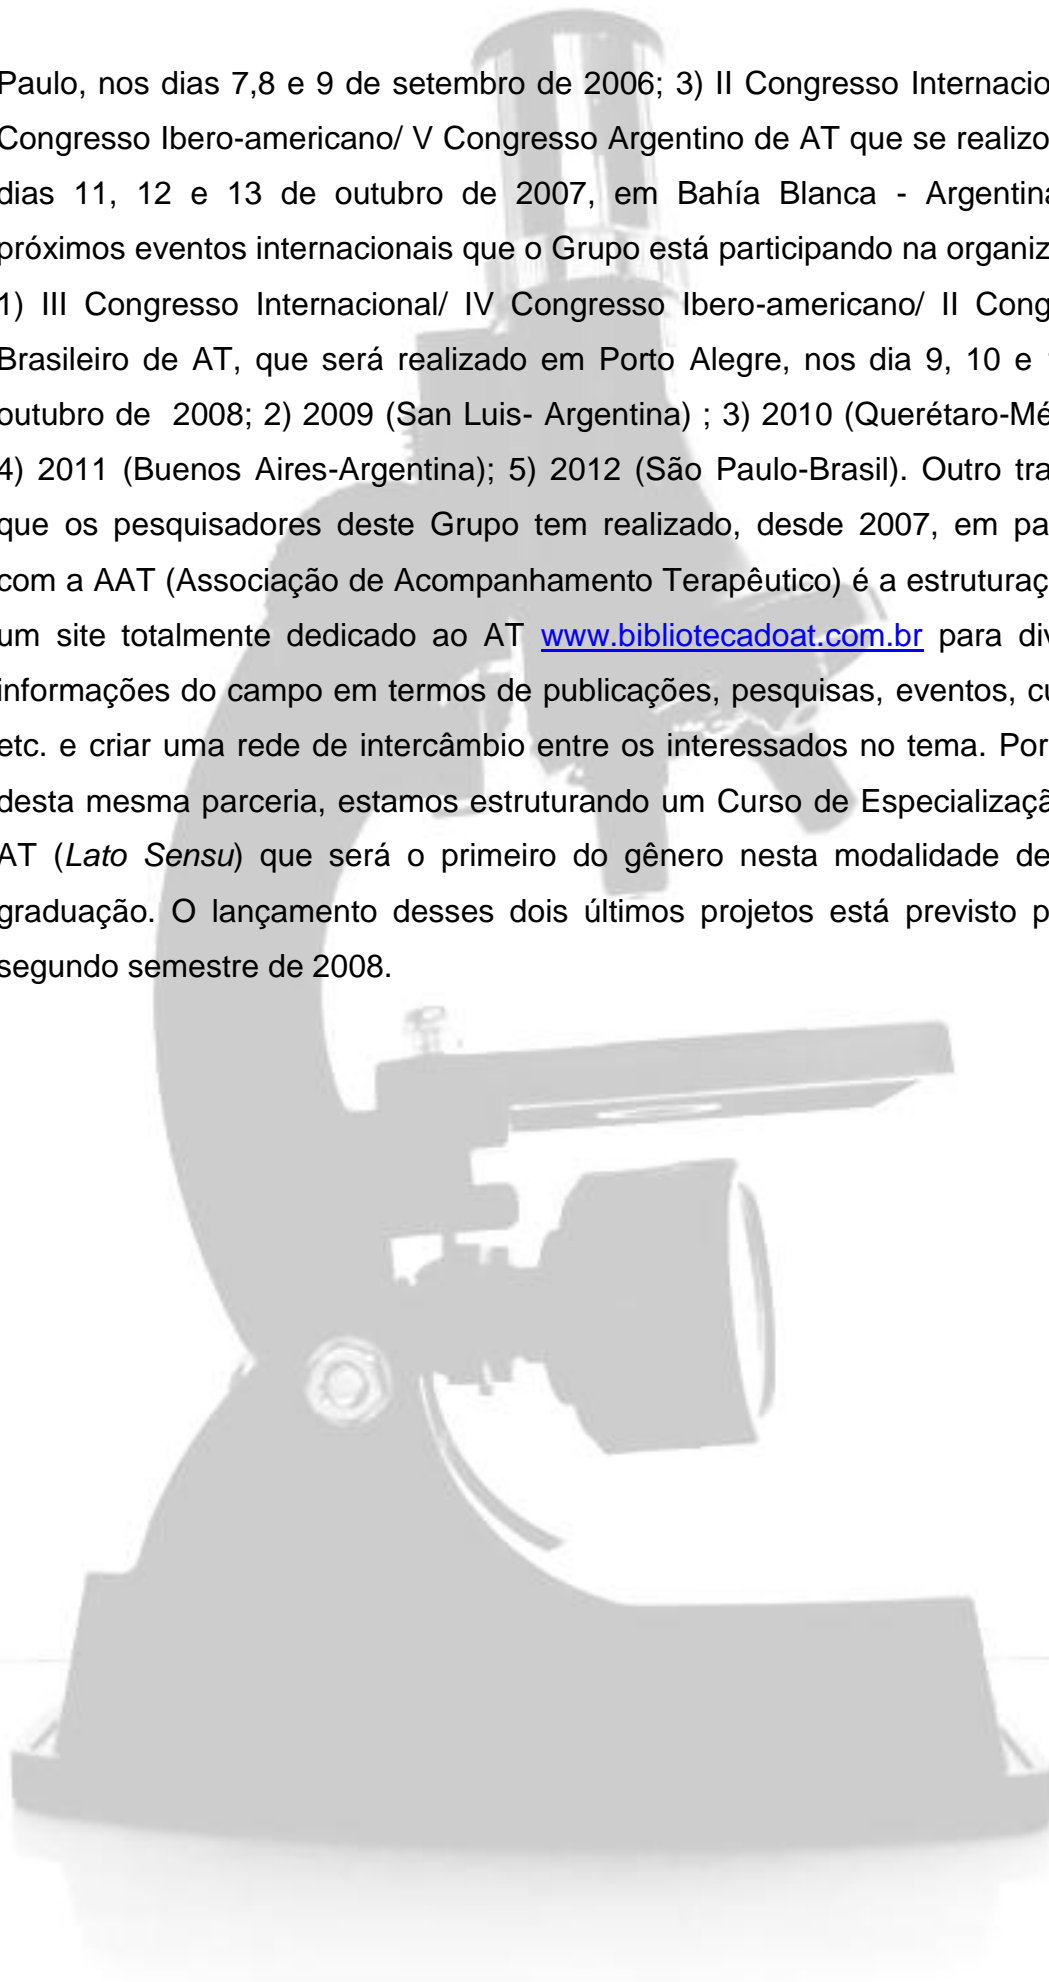 Paulo, nos dias 7,8 e 9 de setembro de 2006; 3) II Congresso Internacio
Congresso Ibero-americano/ V Congresso Argentino de AT que se realizo
dias 11, 12 e 13 de outubro de 2007, em Bahía Blanca - Argentina
próximos eventos internacionais que o Grupo está participando na organiz
1) III Congresso Internacional/ IV Congresso Ibero-americano/ II Cong
Brasileiro de AT, que será realizado em Porto Alegre, nos dia 9, 10 e
outubro de 2008; 2) 2009 (San Luis- Argentina) ; 3) 2010 (Querétaro-Mé
4) 2011 (Buenos Aires-Argentina); 5) 2012 (São Paulo-Brasil). Outro tra
que os pesquisadores deste Grupo tem realizado, desde 2007, em pa
com a AAT (Associação de Acompanhamento Terapêutico) é a estruturaç
um site totalmente dedicado ao AT www.bibliotecadoat.com.br para div
informações do campo em termos de publicações, pesquisas, eventos, cu
etc. e criar uma rede de intercâmbio entre os interessados no tema. Por
desta mesma parceria, estamos estruturando um Curso de Especializaçã
AT (Lato Sensu) que será o primeiro do gênero nesta modalidade de
graduação. O lançamento desses dois últimos projetos está previsto p
segundo semestre de 2008.